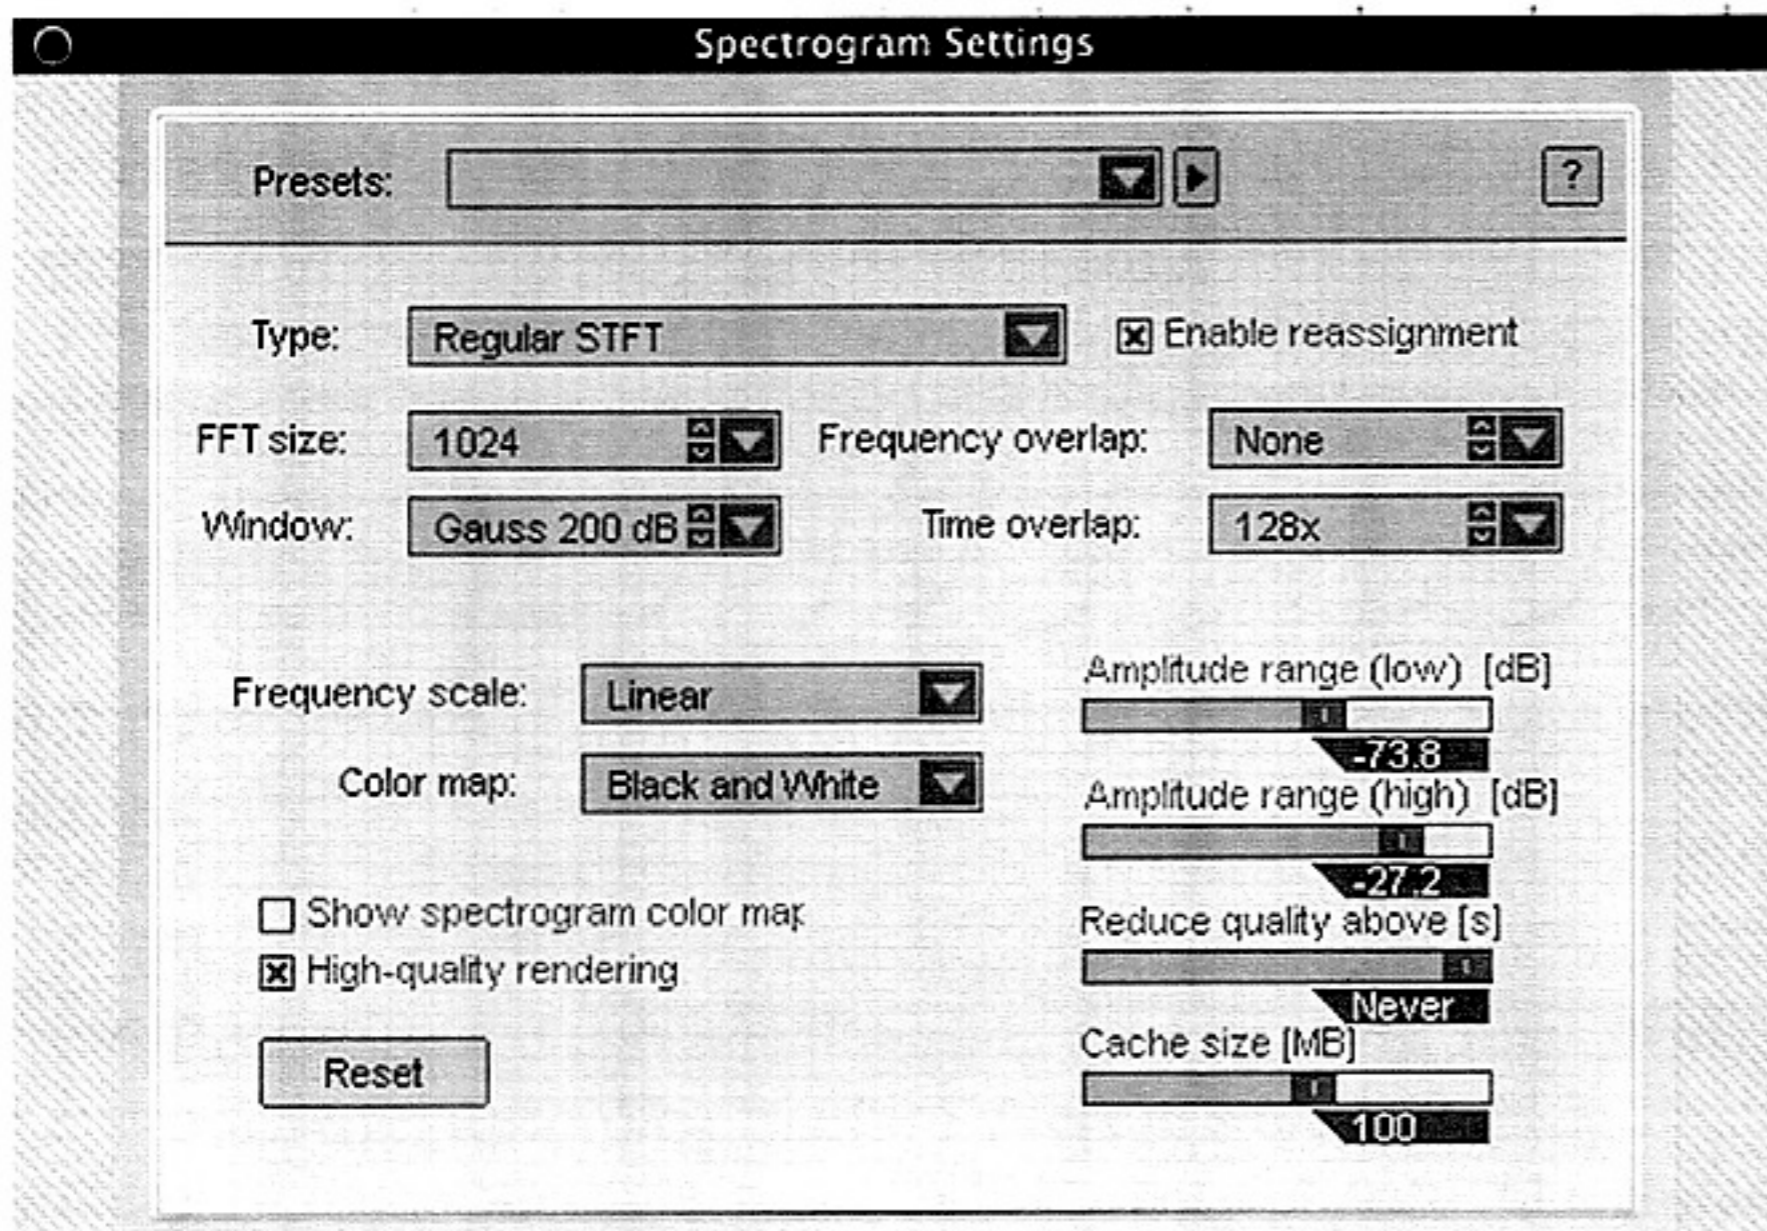 Spectrogram Settings
Presets:
?
Type: Regular STFT Enable reassignment
FFT size: 1024 Frequency overlap: None
Window: Gauss 200 dB Time overlap: 128x
Frequency scale: Linear
Color map: Black and White
Show spectrogram color map
High-quality rendering
Reset
Amplitude range (low) [dB]
-73.8
Amplitude range (high) [dB]
-27.2
Reduce quality above [s]
Never
Cache size [MB]
100